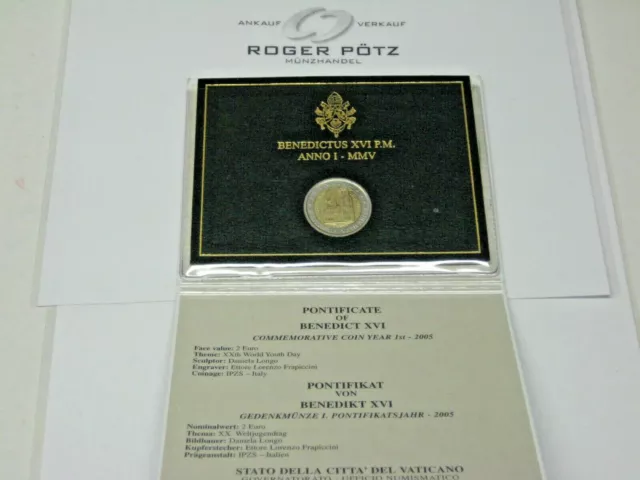 ANKAUF VERKAUF
ROGER PÖTZ
MÜNZHANDEL
BENEDICTUS XVI P.M.
ANNO I - MMV
PONTIFICATE
OF
BENEDICT XVI
COMMEMORATIVE COIN YEAR 1st - 2005
Face value: 2 Euro
Theme: XXth World Youth Day
Sculptor: Daniela Longo
Engraver: Ettore Lorenzo Frapiccini
Coinage: IPZS - Italy
PONTIFIKAT
VON
BENEDIKT XVI
GEDENKMÜNZE I. PONTIFIKATSJAHR - 2005
Nominalwert: 2 Euro
Thema: XX. Weltjugendtag
Bildhauer: Daniela Longo
Kupferstecher: Ettore Lorenzo Frapiccini
Präganstalt: IPZS - Italien
STATO DELLA CITTA' DEL VATICANO
GOVERNATORATO - UFFICIO NUMISMATICO